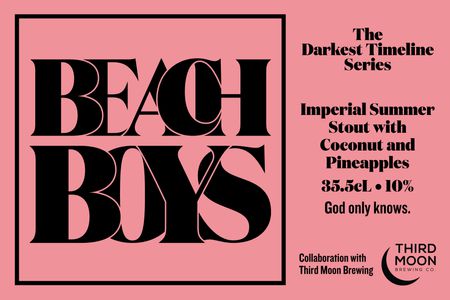 BEACH
BOYS
The
Darkest Timeline
Series
Imperial Summer
Stout with
Coconut and
Pineapples
35.5cL • 10%
God only knows.
Collaboration with
Third Moon Brewing
THIRD
MOON
BREWING CO.